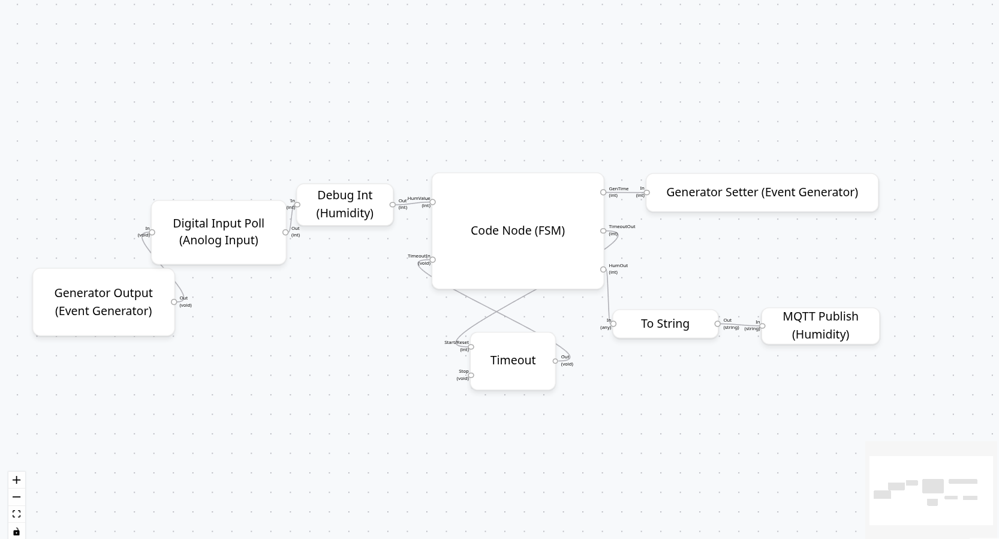 Generator Output
(Event Generator)
Out
(void)
In
(void)
Digital Input Poll
(Anolog Input)
Out
(int)
In
(int)
Debug Int
(Humidity)
Out
(int)
HumValue
(int)
TimeoutIn
(void)
Code Node (FSM)
GenTime
(int)
TimeoutOut
(int)
HumOut
(int)
In
(int)
Generator Setter (Event Generator)
Start/Reset
(int)
Stop
(void)
Timeout
Out
(void)
In
(any)
To String
Out
(string)
In
(string)
MQTT Publish
(Humidity)